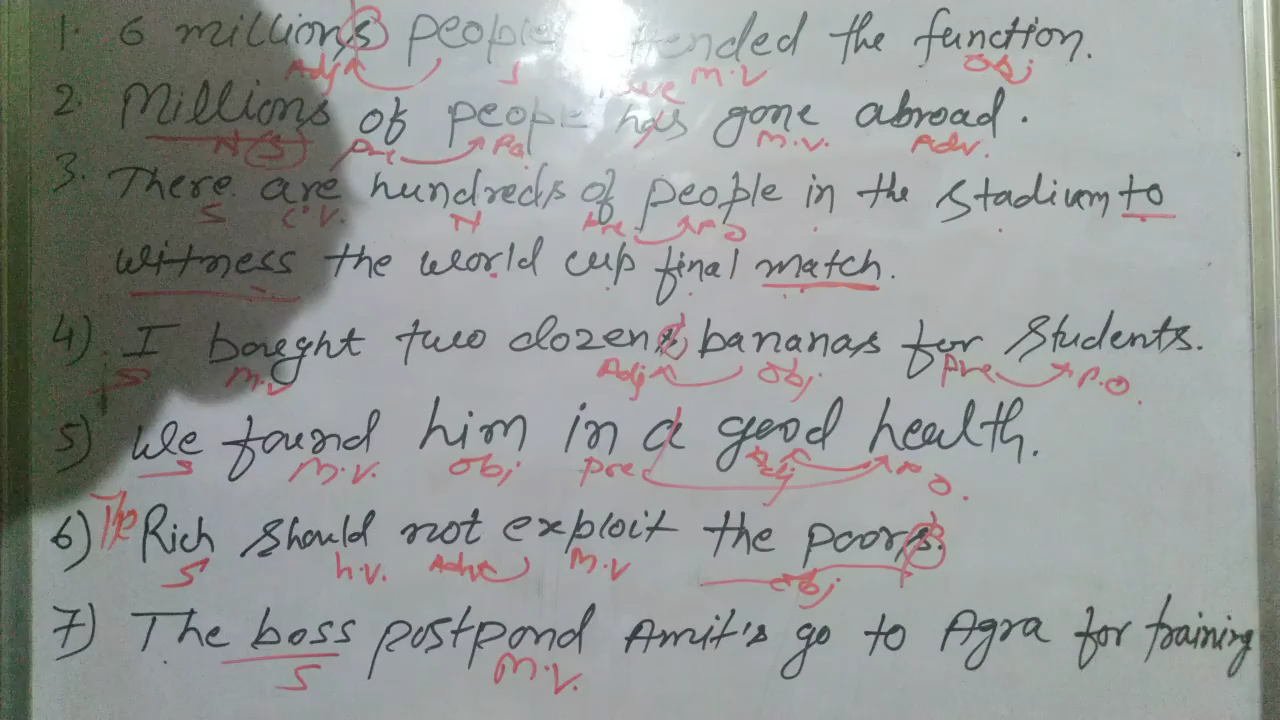 1. 6 millions people attended the function.
Adj S M.V Obj
2. Millions of people has gone abroad.
have
N(S) Pre M.V. Adv.
3. There are hundreds of people in the stadium to
S N Pre
witness the world cup final match.
4) I bought two dozens bananas for students.
S M.V Adj Obj Pre P.O
5) We found him in a good health.
S M.V. Obj Pre Adj P.O.
6) The Rich should not exploit the poors.
S h.v. Adv M.V Obj
7) The boss postpond Amit's go to Agra for training
S M.V.